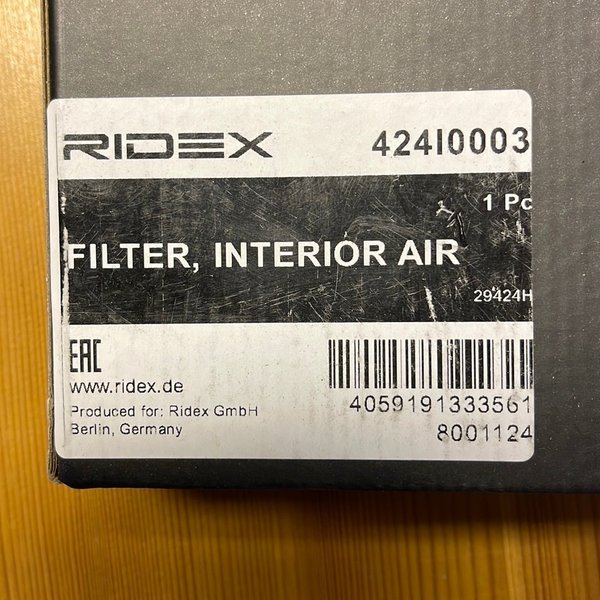 RIDEX 424I0003
1 Pc
FILTER, INTERIOR AIR
29424H
EAC
www.ridex.de
Produced for: Ridex GmbH
Berlin, Germany
4059191333561
8001124